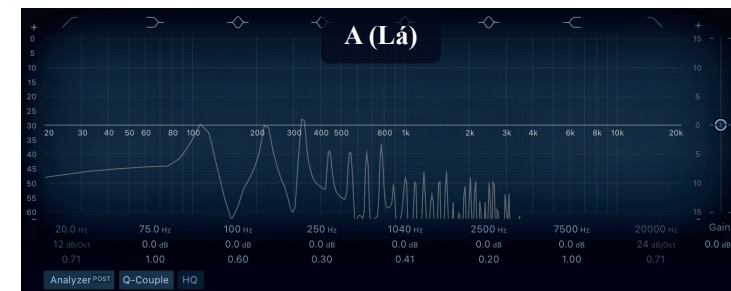 A (Lá)
+ +
0 15
5 10
10
15 5
20
25
30 0
20 30 40 50 60 80 100 200 300 400 500 800 1k 2k 3k 4k 6k 8k 10k 20k
35
40 5
45
50 10
55
60 15
- -
20.0 Hz 75.0 Hz 100 Hz 250 Hz 1040 Hz 2500 Hz 7500 Hz 20000 Hz Gain
12 dB/Oct 0.0 dB 0.0 dB 0.0 dB 0.0 dB 0.0 dB 0.0 dB 24 dB/Oct 0.0 dB
0.71 1.00 0.60 0.30 0.41 0.20 1.00 0.71
Analyzer POST Q-Couple HQ